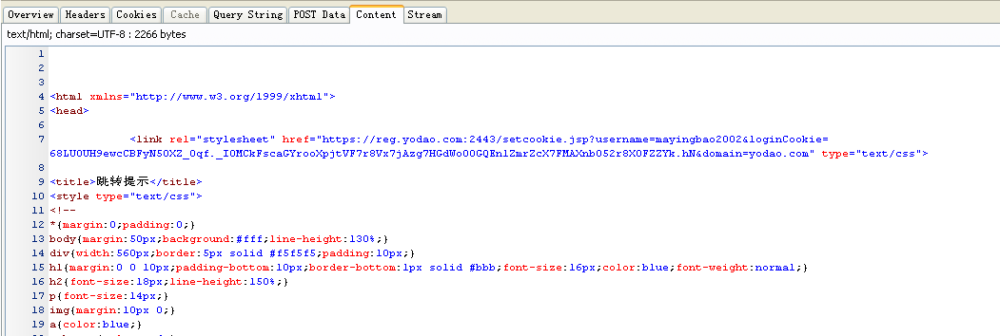 Overview Headers Cookies Cache Query String POST Data Content Stream
text/html; charset=UTF-8 : 2266 bytes
1
2
3
4 <html xmlns="http://www.w3.org/1999/xhtml">
5 <head>
6
7 <link rel="stylesheet" href="https://reg.yodao.com:2443/setcookie.jsp?username=mayingbao2002&loginCookie=
68LUOUH9ewcCBFyN5OXZ_0qf._IOMCkFscaGYrooXpjtVF7r8Vx7jAzg7HGdWo0OGQEnlZmrZcX7FMAXnb052r8XOFZZYk.hN&domain=yodao.com" type="text/css">
8
9 <title>跳转提示</title>
10 <style type="text/css">
11 <!--
12 *{margin:0;padding:0;}
13 body{margin:50px;background:#fff;line-height:130%;}
14 div{width:560px;border:5px solid #f5f5f5;padding:10px;}
15 h1{margin:0 0 10px;padding-bottom:10px;border-bottom:1px solid #bbb;font-size:16px;color:blue;font-weight:normal;}
16 h2{font-size:18px;line-height:150%;}
17 p{font-size:14px;}
18 img{margin:10px 0;}
19 a{color:blue;}